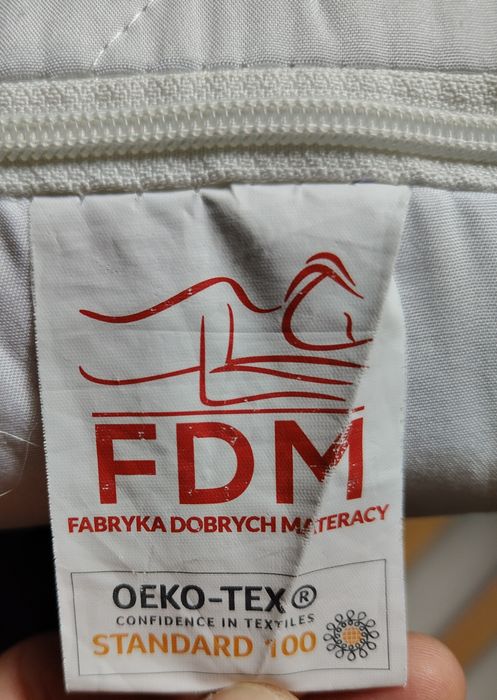 FDM
FABRYKA DOBRYCH MATERACY
OEKO-TEX®
CONFIDENCE IN TEXTILES
STANDARD 100